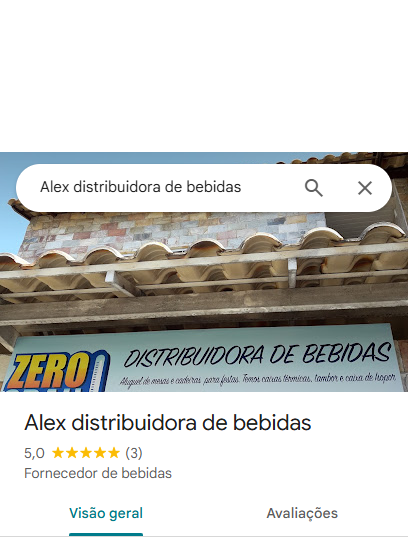 Alex distribuidora de bebidas
ZERO
GRAU
DISTRIBUIDORA DE BEBIDAS
Aluguel de mesas e cadeiras para festas. Temos caixas térmicas, tambor e caixa de isopor
Alex distribuidora de bebidas
5,0 (3)
Fornecedor de bebidas
Visão geral
Avaliações